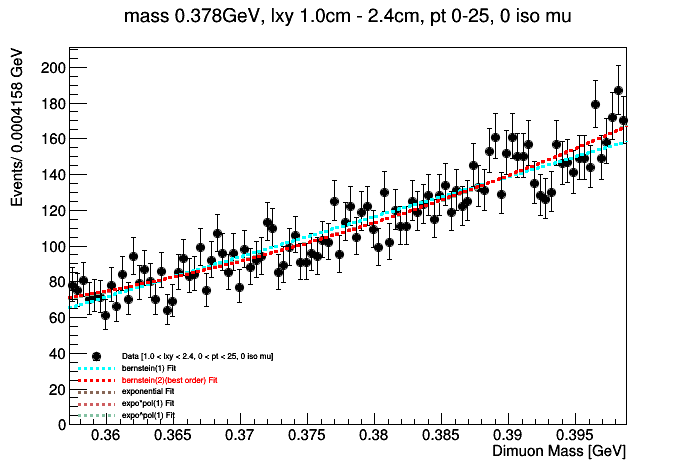 mass 0.378GeV, lxy 1.0cm - 2.4cm, pt 0-25, 0 iso mu
Events/ 0.0004158 GeV
200
180
160
140
120
100
80
60
40
20
0
Data [1.0 < lxy < 2.4, 0 < pt < 25, 0 iso mu]
bernstein(1) Fit
bernstein(2)(best order) Fit
exponential Fit
expo*pol(1) Fit
expo^pol(1) Fit
0.36 0.365 0.37 0.375 0.38 0.385 0.39 0.395
Dimuon Mass [GeV]